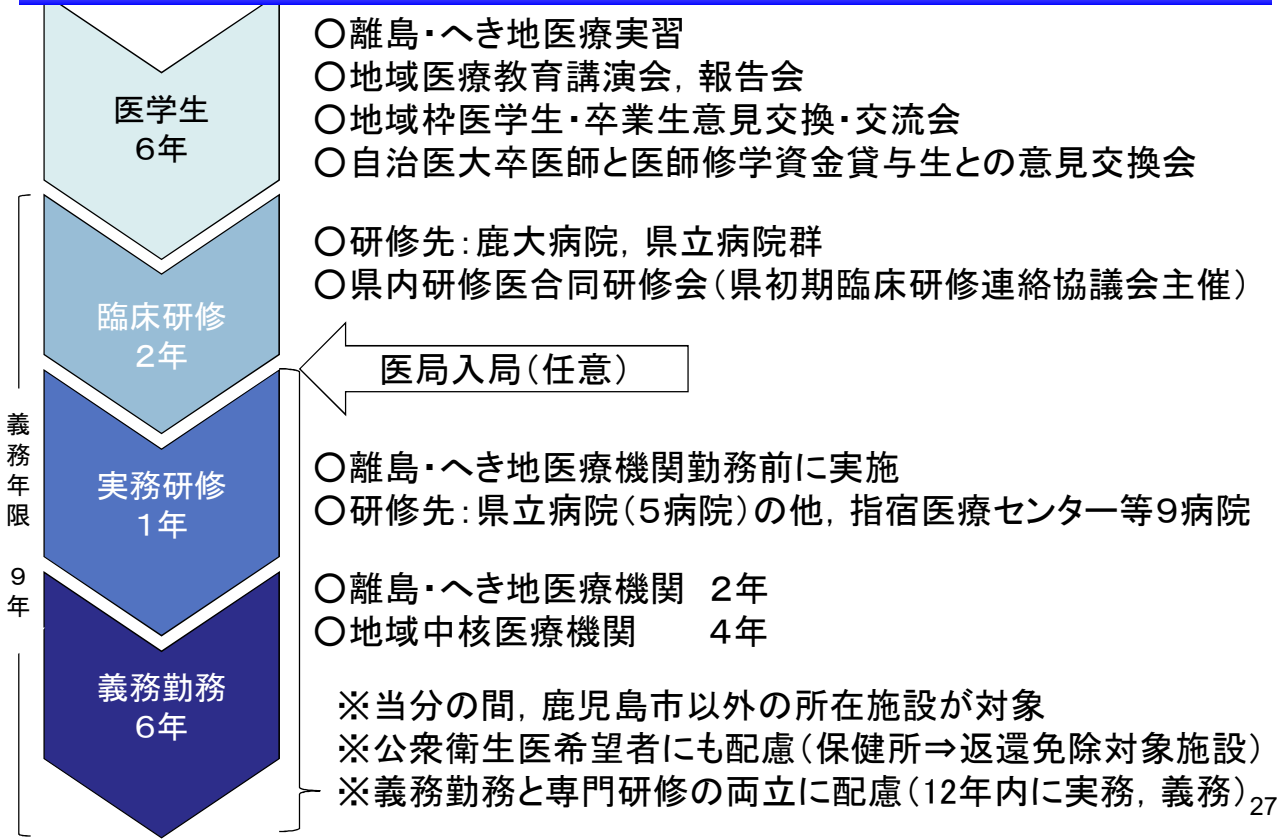 医学生
6年
○離島・へき地医療実習
○地域医療教育講演会，報告会
○地域枠医学生・卒業生意見交換・交流会
○自治医大卒医師と医師修学資金貸与生との意見交換会
臨床研修
2年
○研修先：鹿大病院，県立病院群
○県内研修医合同研修会（県初期臨床研修連絡協議会主催）
医局入局（任意）
義務年限 9年
実務研修
1年
○離島・へき地医療機関勤務前に実施
○研修先：県立病院（5病院）の他，指宿医療センター等9病院
義務勤務
6年
○離島・へき地医療機関 2年
○地域中核医療機関 4年
※当分の間，鹿児島市以外の所在施設が対象
※公衆衛生医希望者にも配慮（保健所⇒返還免除対象施設）
※義務勤務と専門研修の両立に配慮（12年内に実務，義務）
27